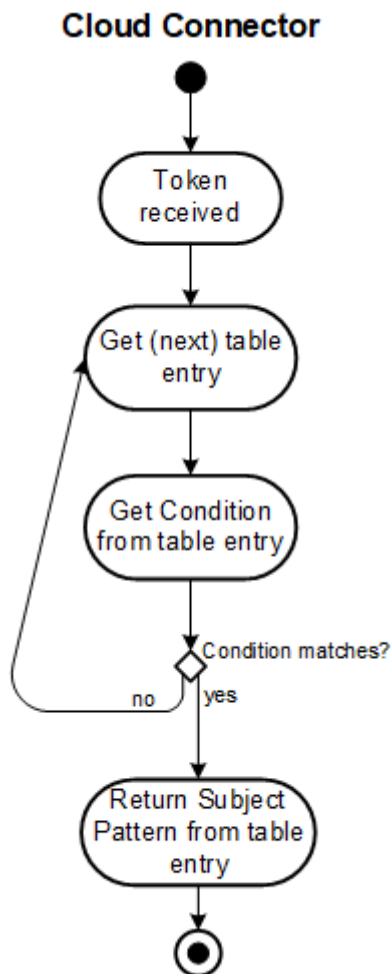 Cloud Connector
Token
received
Get (next) table
entry
Get Condition
from table entry
Condition matches?
no
yes
Return Subject
Pattern from table
entry